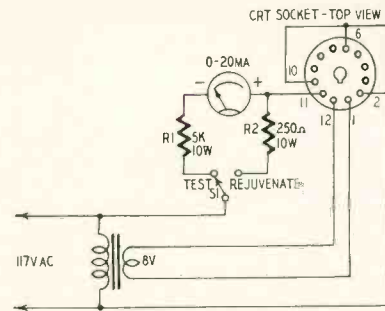 CRT SOCKET-TOP VIEW
6
0-20MA
- +
10
11
12
1
2
R1 5K 10W
R2 250Ω 10W
TEST REJUVENATE
S1
117V AC
8V